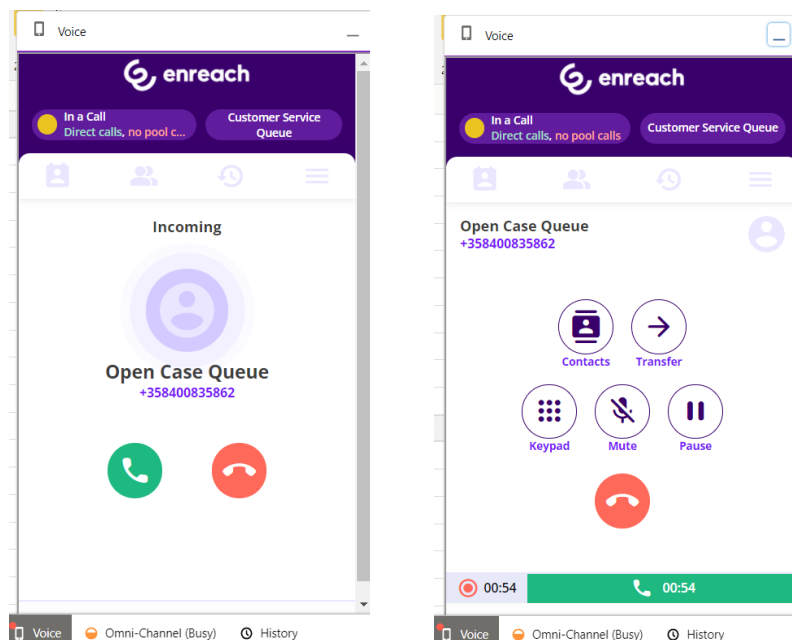 Voice
enreach
In a Call
Direct calls, no pool c...
Customer Service
Queue
Incoming
Open Case Queue
+358400835862
Voice
Omni-Channel (Busy)
History
Voice
enreach
In a Call
Direct calls, no pool calls
Customer Service Queue
Open Case Queue
+358400835862
Contacts
Transfer
Keypad
Mute
Pause
00:54
00:54
Voice
Omni-Channel (Busy)
History